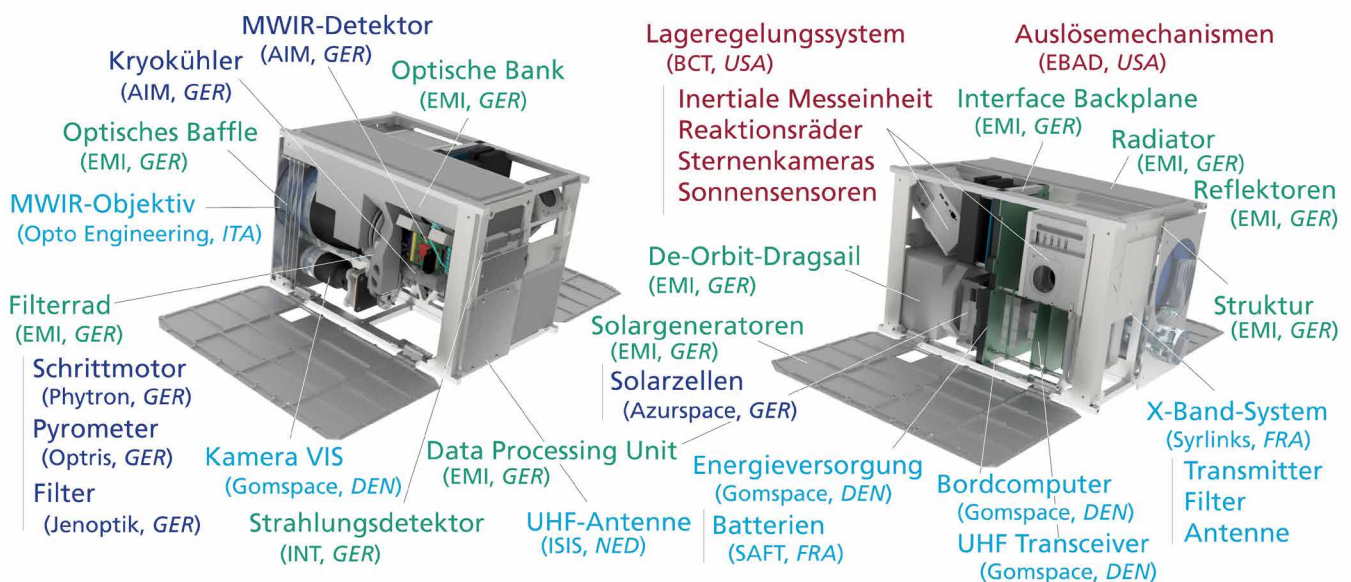 MWIR-Detektor
(AIM, GER)
Kryokühler
(AIM, GER)
Optische Bank
(EMI, GER)
Optisches Baffle
(EMI, GER)
MWIR-Objektiv
(Opto Engineering, ITA)
Filterrad
(EMI, GER)
Schrittmotor
(Phytron, GER)
Pyrometer
(Optris, GER)
Filter
(Jenoptik, GER)
Kamera VIS
(Gomspace, DEN)
Strahlungsdetektor
(INT, GER)
Data Processing Unit
(EMI, GER)
UHF-Antenne
(ISIS, NED)
Lageregelungssystem
(BCT, USA)
Inertiale Messeinheit
Reaktionsräder
Sternenkameras
Sonnensensoren
Auslösemechanismen
(EBAD, USA)
Interface Backplane
(EMI, GER)
Radiator
(EMI, GER)
Reflektoren
(EMI, GER)
De-Orbit-Dragsail
(EMI, GER)
Solargeneratoren
(EMI, GER)
Solarzellen
(Azurspace, GER)
Struktur
(EMI, GER)
Energieversorgung
(Gomspace, DEN)
Batterien
(SAFT, FRA)
Bordcomputer
(Gomspace, DEN)
UHF Transceiver
(Gomspace, DEN)
X-Band-System
(Syrlinks, FRA)
Transmitter
Filter
Antenne